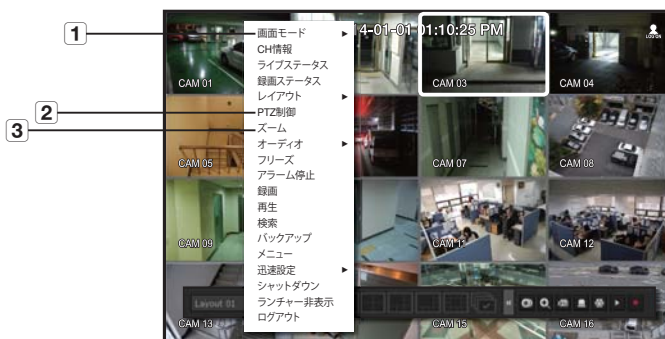 1
4-01-01 01:10:25 PM
LOG ON
画面モード
CH情報
ライブステータス
録画ステータス
レイアウト
PTZ制御
ズーム
オーディオ
フリーズ
アラーム停止
録画
再生
検索
バックアップ
メニュー
迅速設定
シャットダウン
ランチャー非表示
ログアウト
2
3
CAM 01
CAM 03
CAM 04
CAM 05
CAM 07
CAM 08
CAM 09
CAM 11
CAM 12
Layout 01
CAM 13
CAM 15
CAM 16